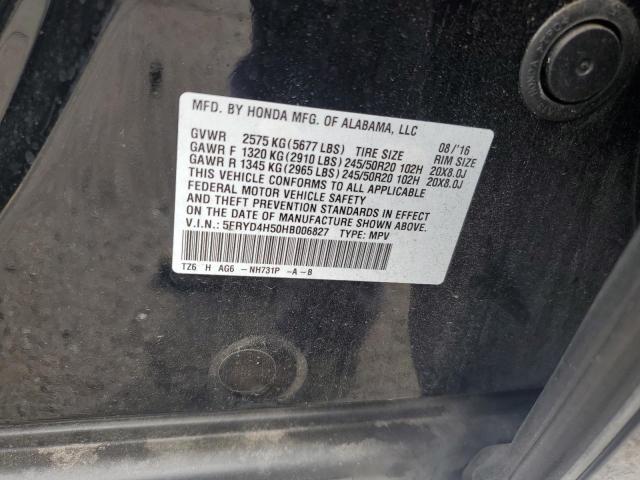 MFD. BY HONDA MFG. OF ALABAMA, LLC
08/'16
GVWR 2575 KG(5677 LBS) TIRE SIZE RIM SIZE
GAWR F 1320 KG(2910 LBS) 245/50R20 102H 20X8.0J
GAWR R 1345 KG(2965 LBS) 245/50R20 102H 20X8.0J
THIS VEHICLE CONFORMS TO ALL APPLICABLE
FEDERAL MOTOR VEHICLE SAFETY
AND THEFT PREVENTION STANDARDS IN EFFECT
ON THE DATE OF MANUFACTURE SHOWN ABOVE.
V.I.N.: 5FRYD4H50HB006827 TYPE: MPV
TZ6 H AG6 -NH731P -A-B